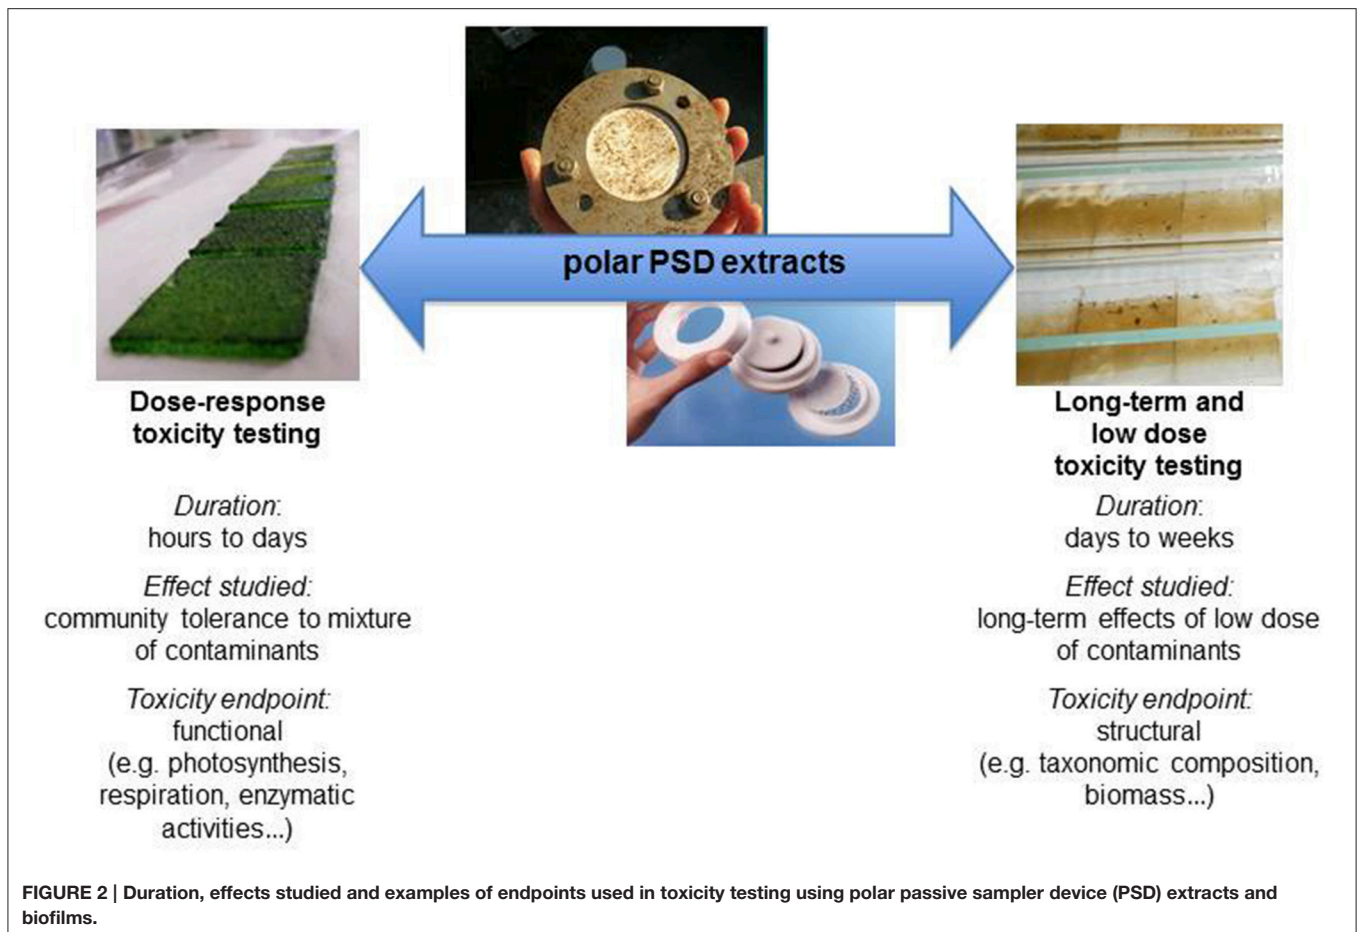 polar PSD extracts
Dose-response
toxicity testing
Duration:
hours to days
Effect studied:
community tolerance to mixture
of contaminants
Toxicity endpoint:
functional
(e.g. photosynthesis,
respiration, enzymatic
activities...)
Long-term and
low dose
toxicity testing
Duration:
days to weeks
Effect studied:
long-term effects of low dose
of contaminants
Toxicity endpoint:
structural
(e.g. taxonomic composition,
biomass...)
FIGURE 2 | Duration, effects studied and examples of endpoints used in toxicity testing using polar passive sampler device (PSD) extracts and
biofilms.